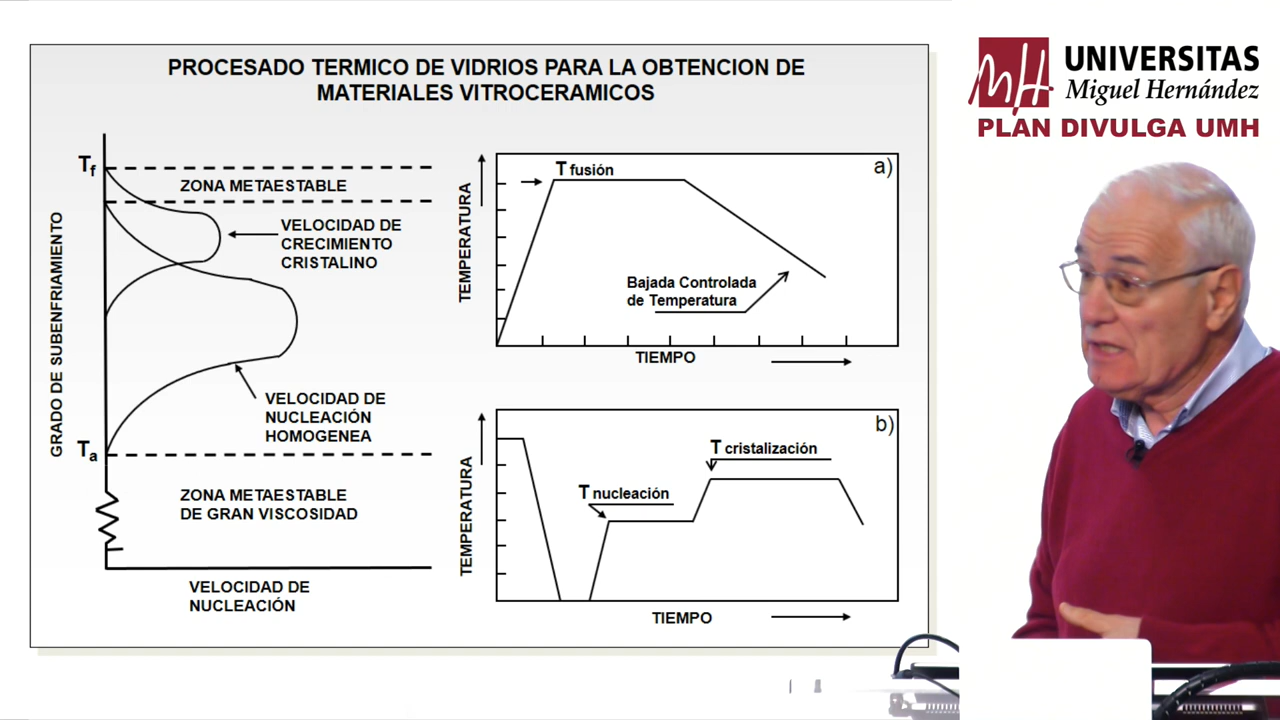 PROCESADO TERMICO DE VIDRIOS PARA LA OBTENCION DE
MATERIALES VITROCERAMICOS
GRADO DE SUBENFRIAMIENTO
Tf
ZONA METAESTABLE
VELOCIDAD DE
CRECIMIENTO
CRISTALINO
VELOCIDAD DE
NUCLEACIÓN
HOMOGENEA
Ta
ZONA METAESTABLE
DE GRAN VISCOSIDAD
VELOCIDAD DE
NUCLEACIÓN
TEMPERATURA
T fusión
a)
Bajada Controlada
de Temperatura
TIEMPO
TEMPERATURA
b)
T cristalización
T nucleación
TIEMPO
MH
UNIVERSITAS
Miguel Hernández
PLAN DIVULGA UMH